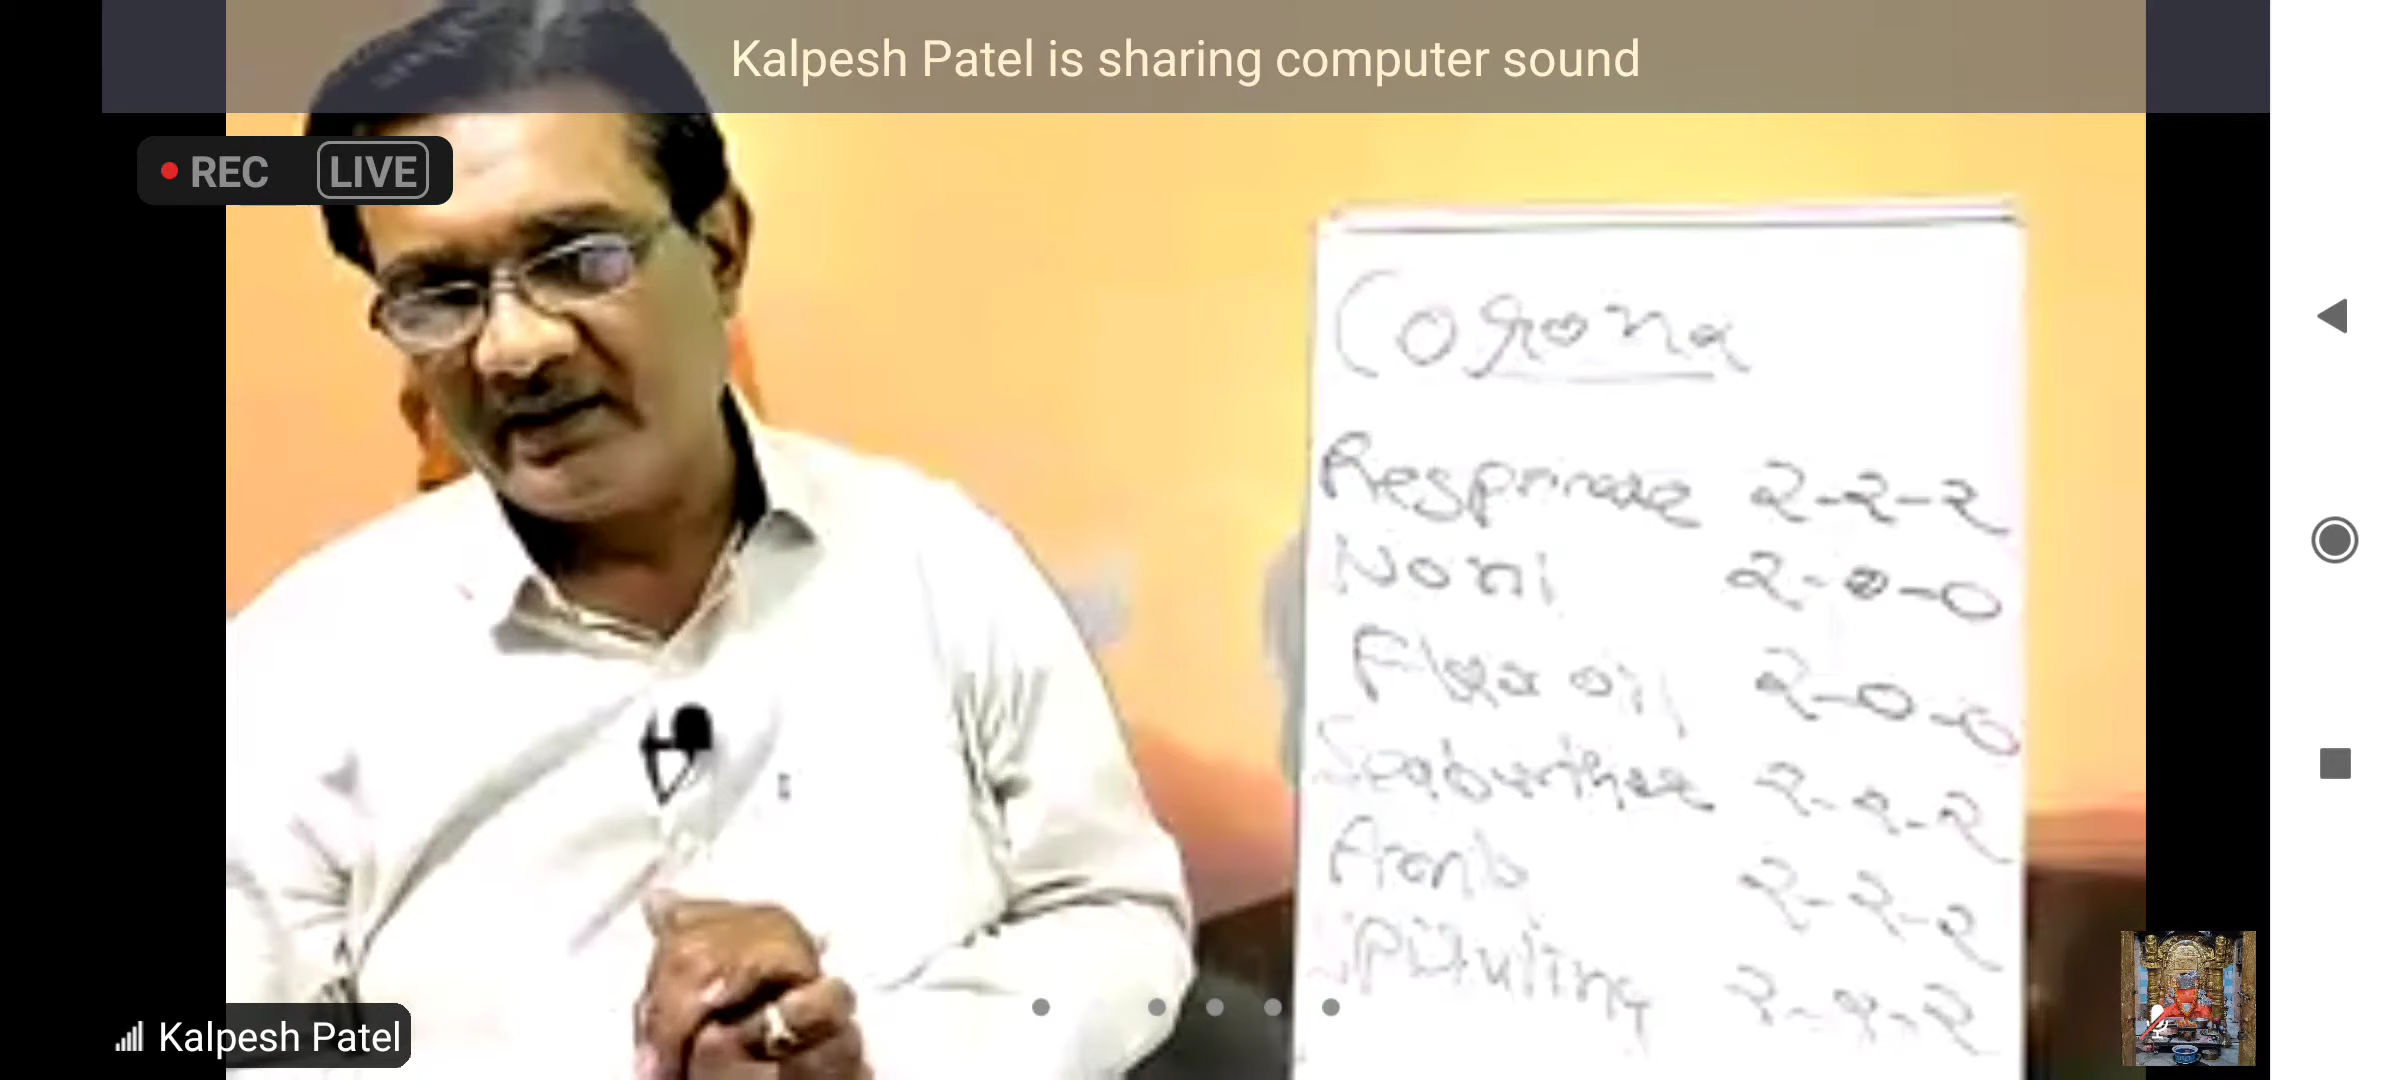 Kalpesh Patel is sharing computer sound
REC LIVE
Corona
2-2-2
Noni 2-0-0
Flax oil 2-0-0
2-2-2
2-2-2
2-2-2
Kalpesh Patel